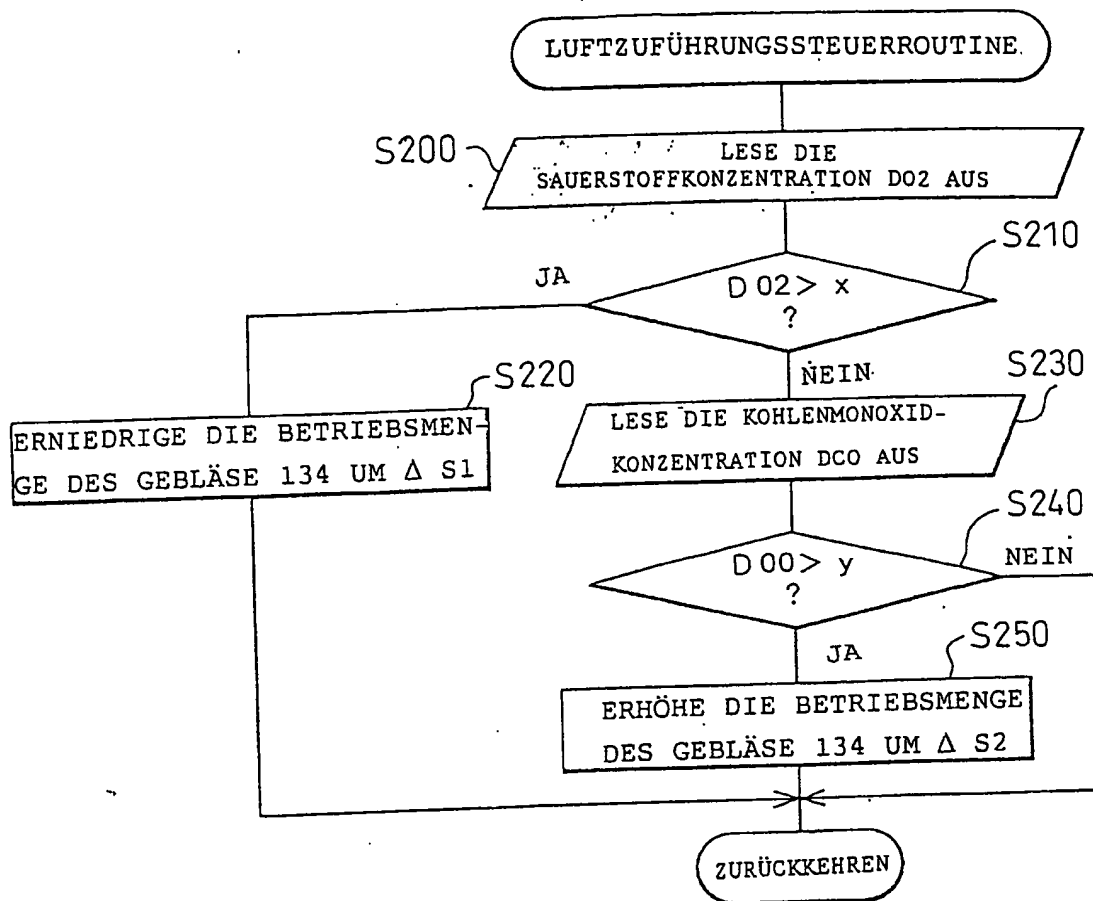 LUFTZUFÜHRUNGSSTEUERROUTINE
S200
LESE DIE
SAUERSTOFFKONZENTRATION DO2 AUS
S210
JA
D 02 > x
?
NEIN
S220
ERNIEDRIGE DIE BETRIEBSMEN-
GE DES GEBLÄSE 134 UM Δ S1
S230
LESE DIE KOHLENMONOXID-
KONZENTRATION DCO AUS
S240
D 00 > y
?
NEIN
JA
S250
ERHÖHE DIE BETRIEBSMENGE
DES GEBLÄSE 134 UM Δ S2
ZURÜCKKEHREN